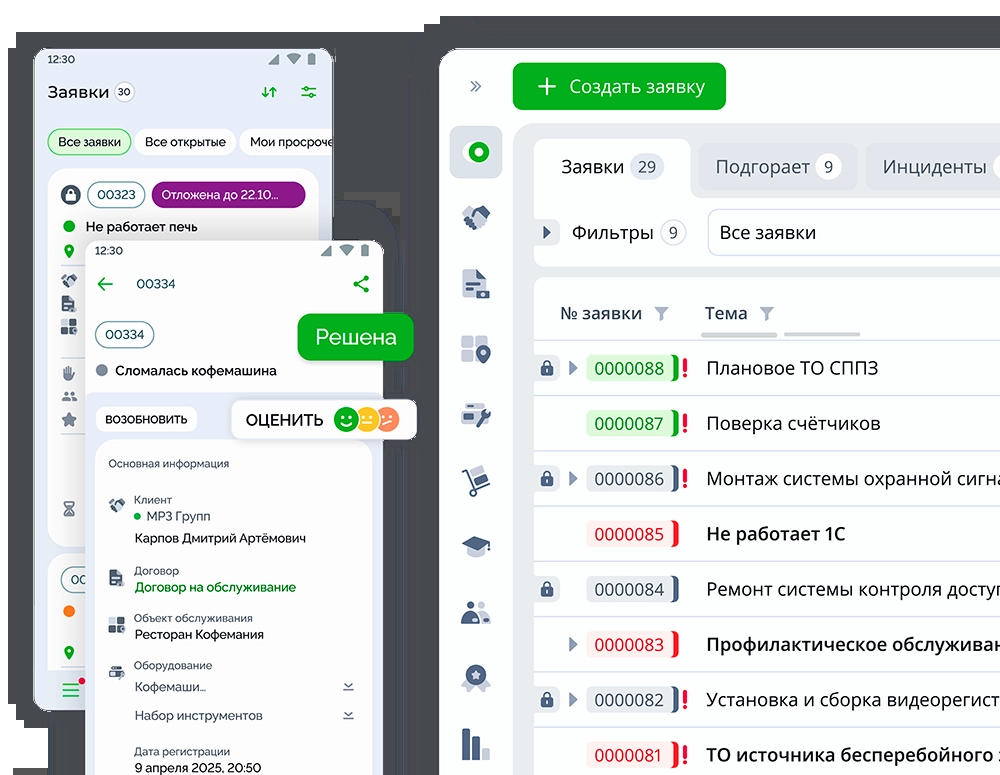 12:30
Заявки 30
Все заявки Все открытые Мои просроче
00323 Отложена до 22.10...
Не работает печь
12:30
00334
00334 Решена
Сломалась кофемашина
ВОЗОБНОВИТЬ ОЦЕНИТЬ
Основная информация
Клиент
МРЗ Групп
Карпов Дмитрий Артёмович
Договор
Договор на обслуживание
Объект обслуживания
Ресторан Кофемания
Оборудование
Кофемаши...
Набор инструментов
Дата регистрации
9 апреля 2025, 20:50
Создать заявку
Заявки 29 Подгорает 9 Инциденты
Фильтры 9 Все заявки
№ заявки Тема
0000088 Плановое ТО СППЗ
0000087 Поверка счётчиков
0000086 Монтаж системы охранной сигна
0000085 Не работает 1С
0000084 Ремонт системы контроля досту
0000083 Профилактическое обслужива
0000082 Установка и сборка видеорегист
0000081 ТО источника бесперебойного